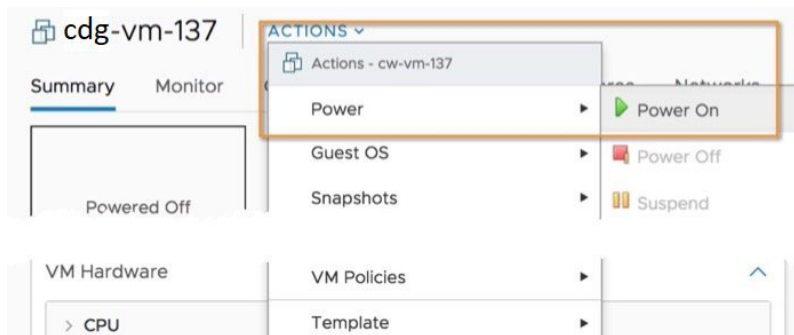 cdg-vm-137 ACTIONS
Actions - cw-vm-137
Summary Monitor Networks
Power Power On
Guest OS Power Off
Snapshots Suspend
Powered Off
VM Hardware
VM Policies
CPU Template